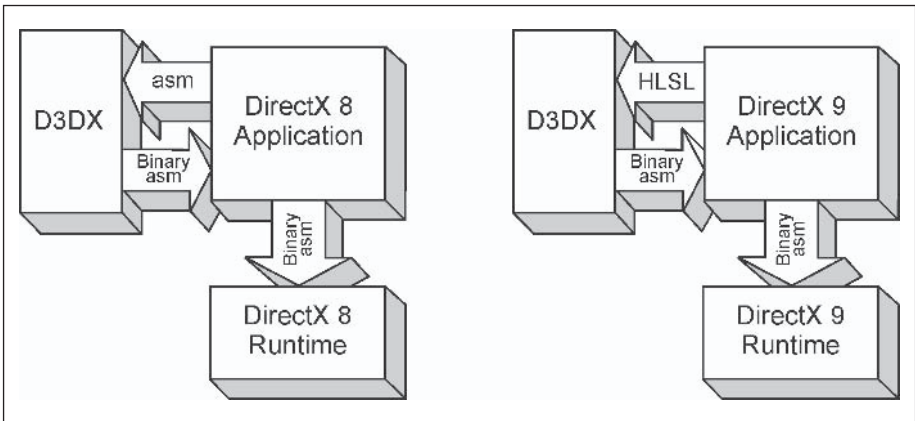 D3DX
asm
Binary
asm
DirectX 8
Application
Binary
asm
DirectX 8
Runtime
D3DX
HLSL
Binary
asm
DirectX 9
Application
Binary
asm
DirectX 9
Runtime